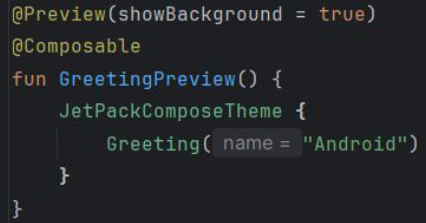 @Preview(showBackground = true)
@Composable
fun GreetingPreview() {
    JetPackComposeTheme {
        Greeting( name = "Android")
    }
}